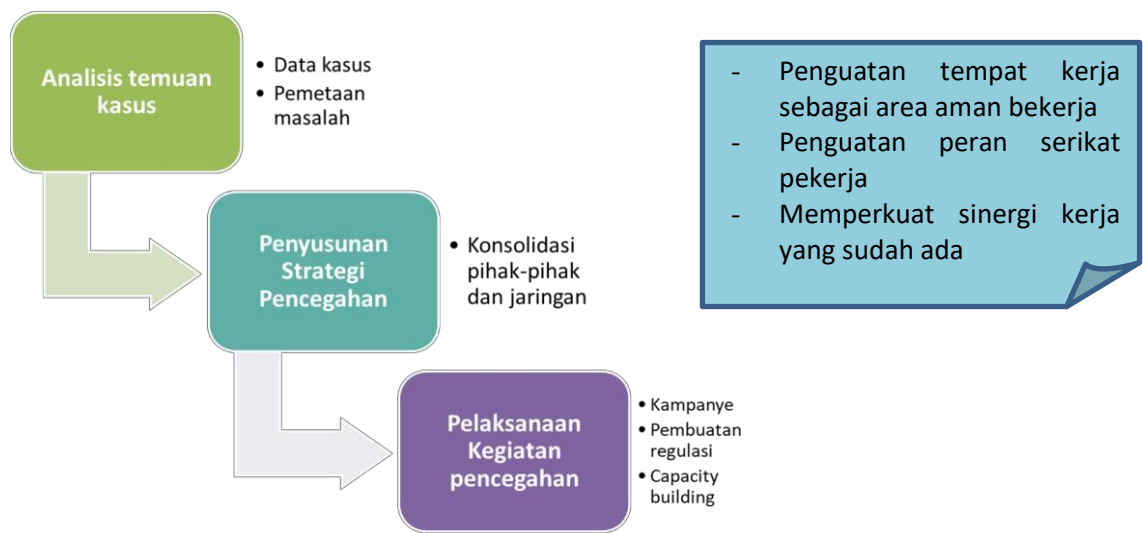 Analisis temuan
kasus
• Data kasus
• Pemetaan
masalah
Penyusunan
Strategi
Pencegahan
• Konsolidasi
pihak-pihak
dan jaringan
Pelaksanaan
Kegiatan
pencegahan
• Kampanye
• Pembuatan
regulasi
• Capacity
building
- Penguatan tempat kerja
sebagai area aman bekerja
- Penguatan peran serikat
pekerja
- Memperkuat sinergi kerja
yang sudah ada